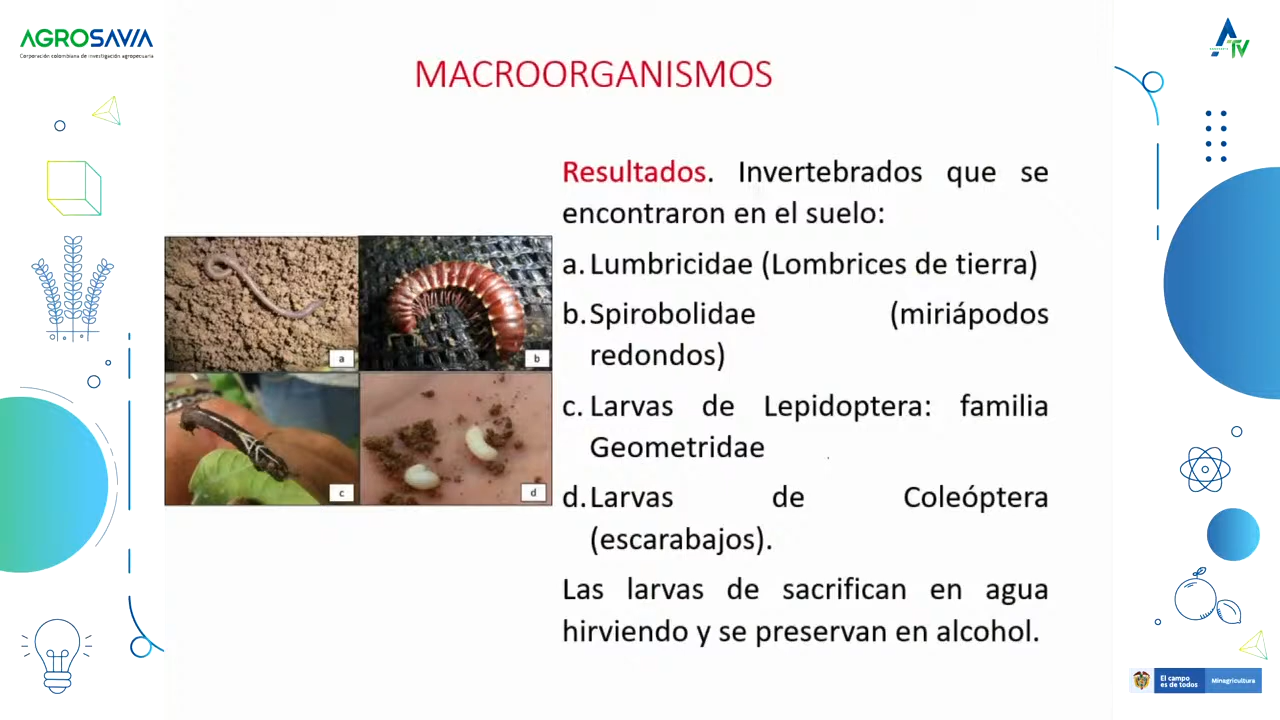 AGROSAVIA
Corporación colombiana de investigación agropecuaria
ATV
MACROORGANISMOS
Resultados. Invertebrados que se
encontraron en el suelo:
a. Lumbricidae (Lombrices de tierra)
b. Spirobolidae (miriápodos
redondos)
c. Larvas de Lepidoptera: familia
Geometridae
d. Larvas de Coleóptera
(escarabajos).
Las larvas de sacrifican en agua
hirviendo y se preservan en alcohol.
a
b
c
d
El campo
es de todos
Minagricultura